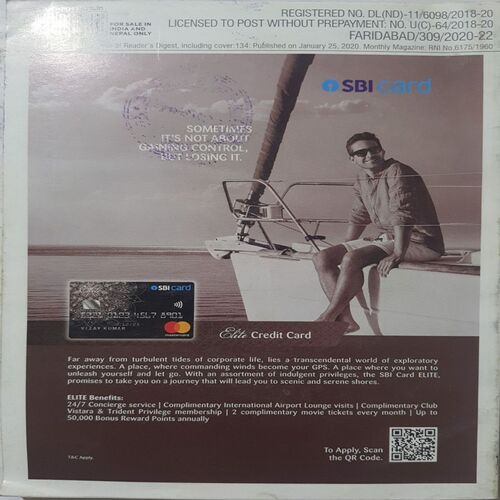 REGISTERED NO. DL(ND)-11/6098/2018-20
LICENSED TO POST WITHOUT PREPAYMENT: NO. U(C)-64/2018-20
FARIDABAD/309/2020-22
FOR SALE IN
INDIA AND
NEPAL ONLY
of Reader's Digest, including cover:134. Published on January 25, 2020. Monthly Magazine: RNI No.6175/1960
SBI card
SOMETIMES
IT'S NOT ABOUT
GAINING CONTROL,
BUT LOSING IT.
SBI card
VIJAY KUMAR
mastercard
Elite Credit Card
Far away from turbulent tides of corporate life, lies a transcendental world of exploratory
experiences. A place, where commanding winds become your GPS. A place where you want to
unleash yourself and let go. With an assortment of indulgent privileges, the SBI Card ELITE,
promises to take you on a journey that will lead you to scenic and serene shores.
ELITE Benefits:
24/7 Concierge service | Complimentary International Airport Lounge visits | Complimentary Club
Vistara & Trident Privilege membership | 2 complimentary movie tickets every month | Up to
50,000 Bonus Reward Points annually
T&C Apply.
To Apply, Scan
the QR Code.